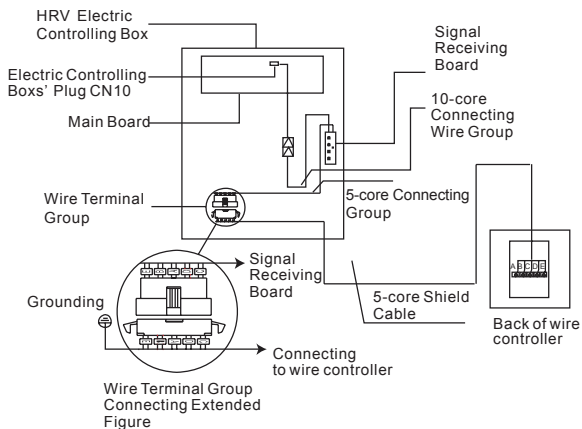 HRV Electric
Controlling Box
Signal
Receiving
Board
Electric Controlling
Boxs' Plug CN10
10-core
Connecting
Wire Group
Main Board
Wire Terminal
Group
5-core Connecting
Group
A B C D E
Signal
Receiving
Board
Grounding
5-core Shield
Cable
Back of wire
controller
Connecting
to wire controller
Wire Terminal Group
Connecting Extended
Figure